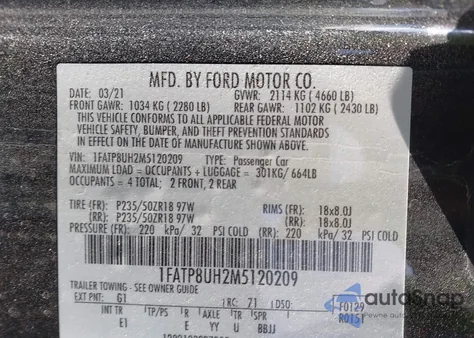 MFD. BY FORD MOTOR CO.
03/21 GVWR: 2114 KG ( 4660 LB)
FRONT GAWR: 1034 KG ( 2280 LB) REAR GAWR: 1102 KG ( 2430 LB)
THIS VEHICLE CONFORMS TO ALL APPLICABLE FEDERAL MOTOR
VEHICLE SAFETY, BUMPER, AND THEFT PREVENTION STANDARDS
IN EFFECT ON THE DATE OF MANUFACTURE SHOWN ABOVE.
VIN: 1FATP8UH2M5120209 TYPE: Passenger Car
MAXIMUM LOAD = OCCUPANTS + LUGGAGE = 301KG/ 664LB
OCCUPANTS = 4 TOTAL; 2 FRONT, 2 REAR
TIRE (FR): P235/50ZR18 97W RIMS (FR): 18x8.0J
(RR): P235/50ZR18 97W (RR): 18x8.0J
PRESSURE (FR): 220 kPa/ 32 PSI COLD (RR): 220 kPa/ 32 PSI COLD
1FATP8UH2M5120209
TRAILER TOWING - SEE OWNER GUIDE
EXT PNT: G1 RC: 71 DSO: F0129
R0151
INT TR TP/PS R AXLE TR SPR
E1 E YY U BBJJ
autoSnap